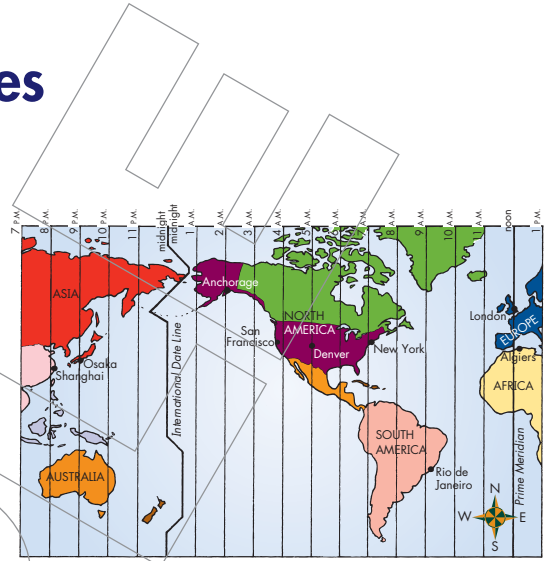 es
7 P.M.
8 P.M.
9 P.M.
10 P.M.
11 P.M.
midnight
midnight
1 A.M.
2 A.M.
3 A.M.
4 A.M.
5 A.M.
6 A.M.
7 A.M.
8 A.M.
9 A.M.
10 A.M.
11 A.M.
noon
ASIA
Anchorage
NORTH
AMERICA
San
Francisco
Denver
New York
London
EUROPE
Algiers
AFRICA
Osaka
Shanghai
International Date Line
SOUTH
AMERICA
Rio de
Janeiro
Prime Meridian
AUSTRALIA
N
W
E
S